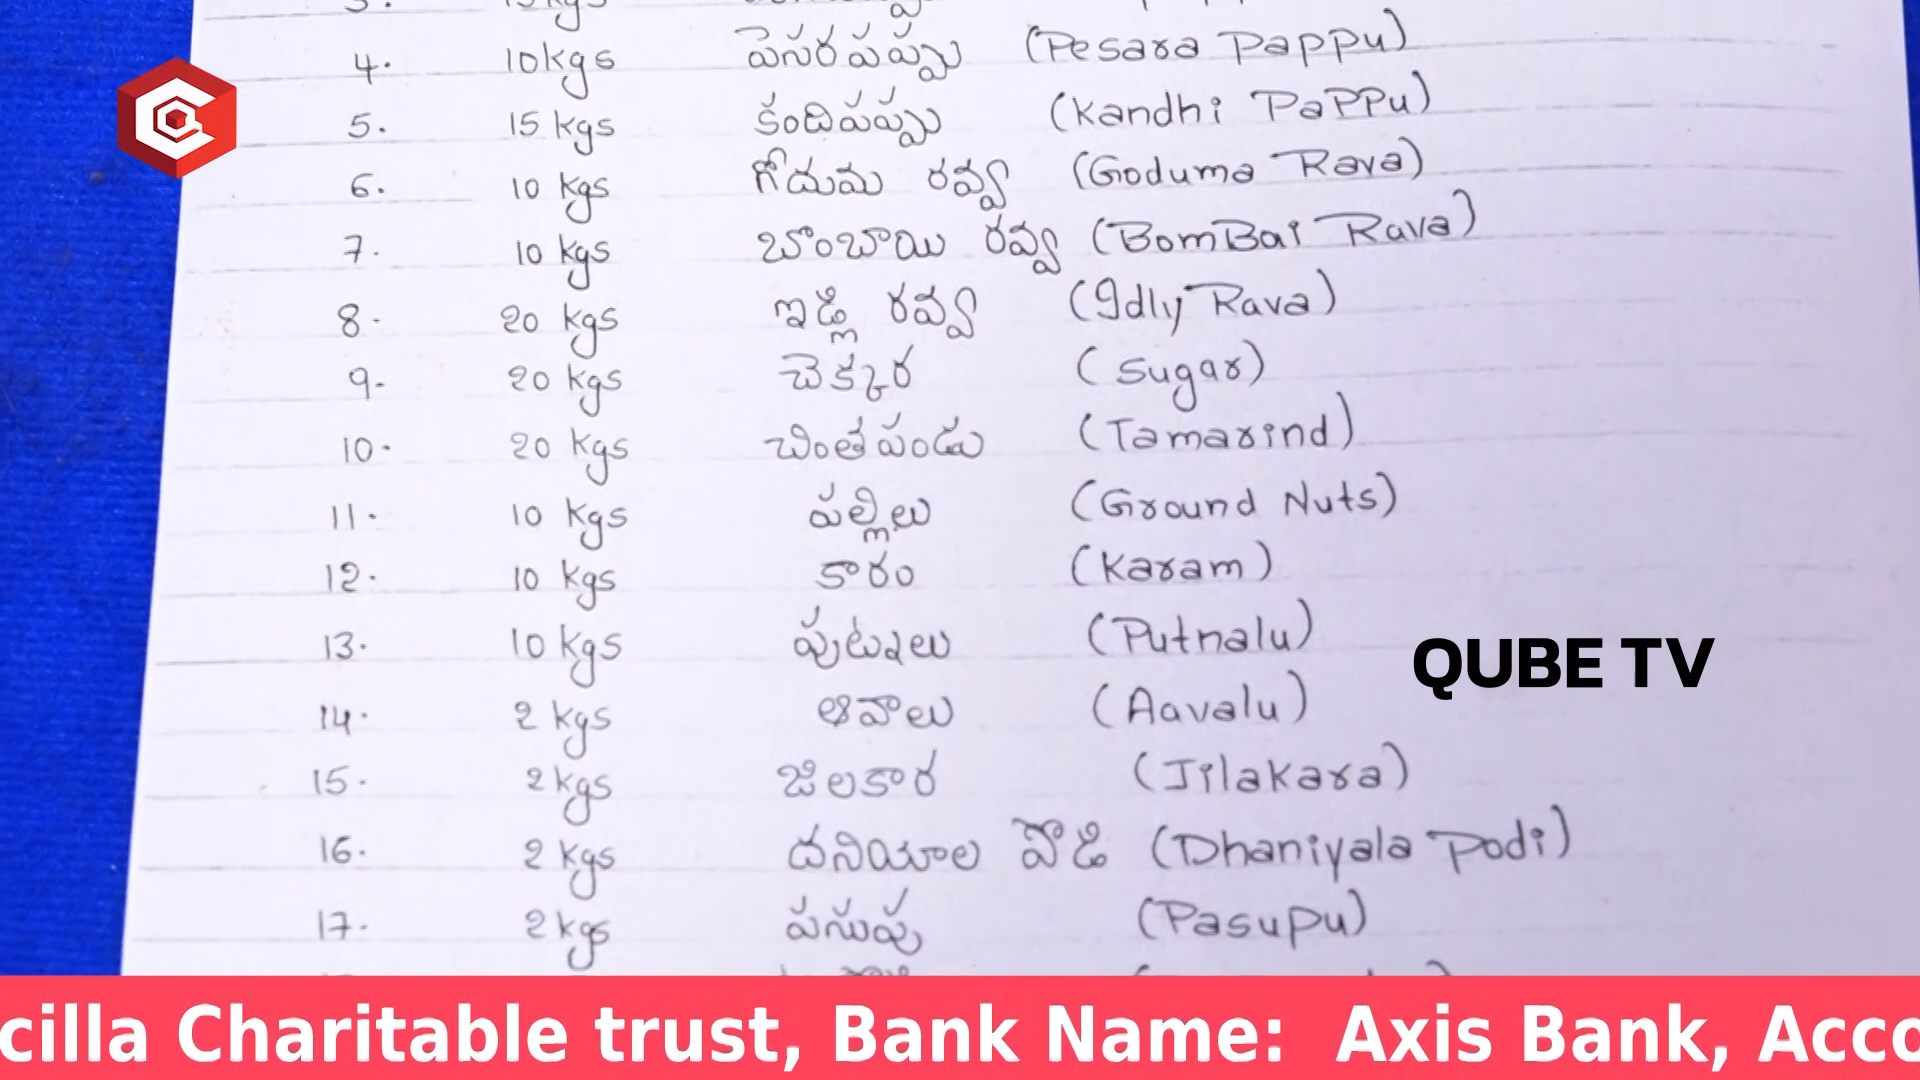 4. 10kgs పెసరపప్పు (Pesara Pappu)
5. 15 kgs కందిపప్పు (Kandhi PaPPu)
6. 10 kgs గోదుమ రవ్వ (Goduma Rava)
7. 10 kgs బొంబాయి రవ్వ (BomBai Rava)
8. 20 kgs ఇడ్లి రవ్వ (Idly Rava)
9. 20 kgs చెక్కర (Sugar)
10. 20 kgs చింతపండు (Tamarind)
11. 10 kgs పల్లిలు (Ground Nuts)
12. 10 kgs కారం (Karam)
13. 10 kgs పుట్నలు (Putnalu)
QUBE TV
14. 2 kgs ఆవాలు (Aavalu)
15. 2 kgs జిలకార (Jilakara)
16. 2 kgs దనియాల పొడి (Dhaniyala Podi)
17. 2 kgs పసుపు (Pasupu)
cilla Charitable trust, Bank Name: Axis Bank, Acco